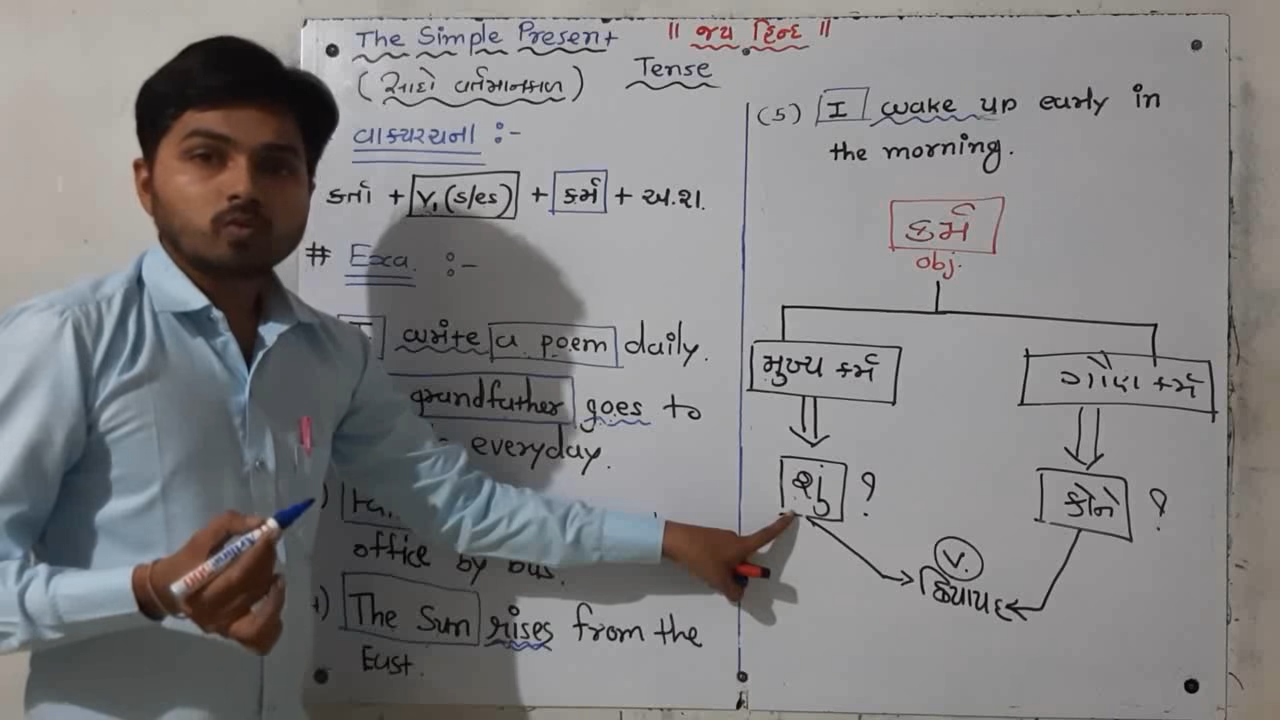 The Simple Present
|| જય હિન્દ ||
(સાદો વર્તમાનકાળ)
Tense
વાક્યરચના :-
કર્તા + V₁(s/es) + કર્મ + અ.શ.
# Exa. :-
write a poem daily.
grandfather goes to
everyday.
office by bus.
The Sun rises from the
East.
(5) I wake up early in
the morning.
કર્મ
obj.
મુખ્ય કર્મ
ગૌણ કર્મ
શું ?
કોને ?
V.
ક્રિયાપદ